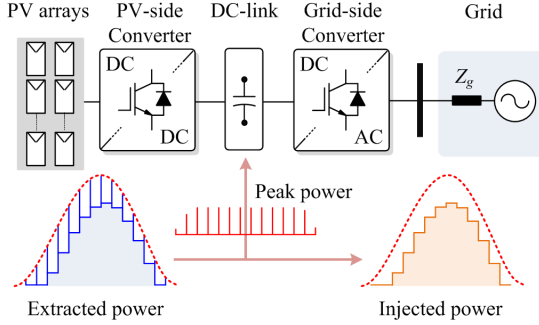 PV arrays
PV-side
Converter
DC-link
Grid-side
Converter
Grid
DC
DC
DC
AC
Zg
Peak power
Extracted power
Injected power